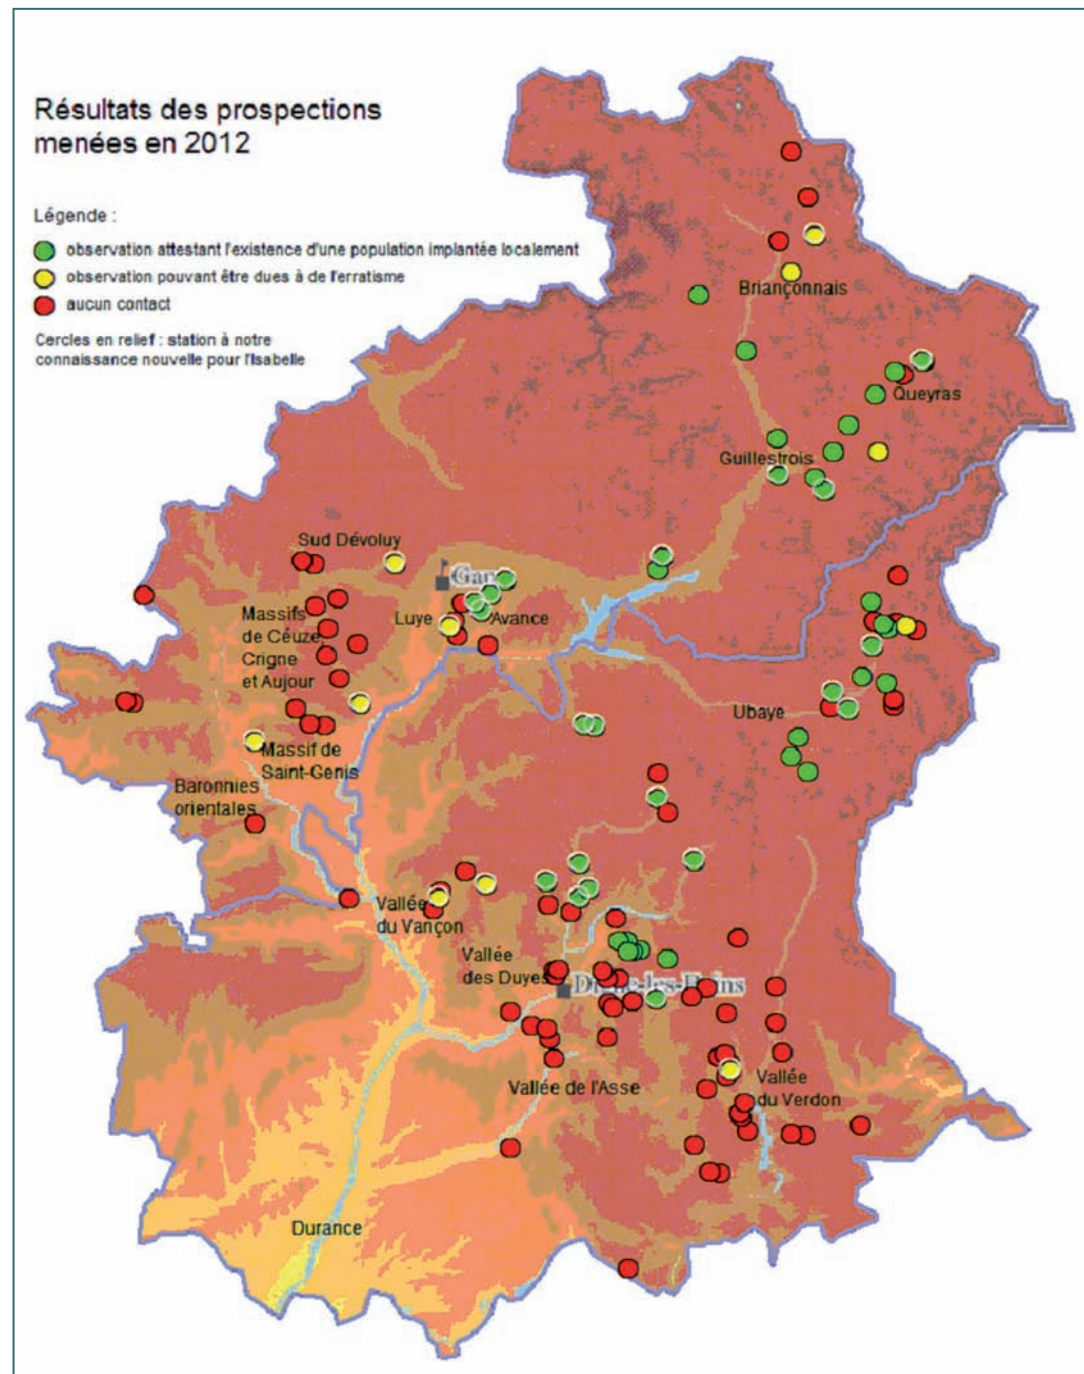 Résultats des prospections
menées en 2012
Légende :
observation attestant l'existence d'une population implantée localement
observation pouvant être dues à de l'erratisme
aucun contact
Cercles en relief : station à notre
connaissance nouvelle pour l'Isabelle
Briançonnais
Queyras
Guillestrois
Sud Dévoluy
Gap
Luye
Avance
Massifs
de Céuze,
Crigne
et Aujour
Ubaye
Massif de
Saint-Genis
Baronnies
orientales
Vallée
du Vançon
Vallée
des Duyes
Digne-les-Bains
Vallée de l'Asse
Vallée
du Verdon
Durance